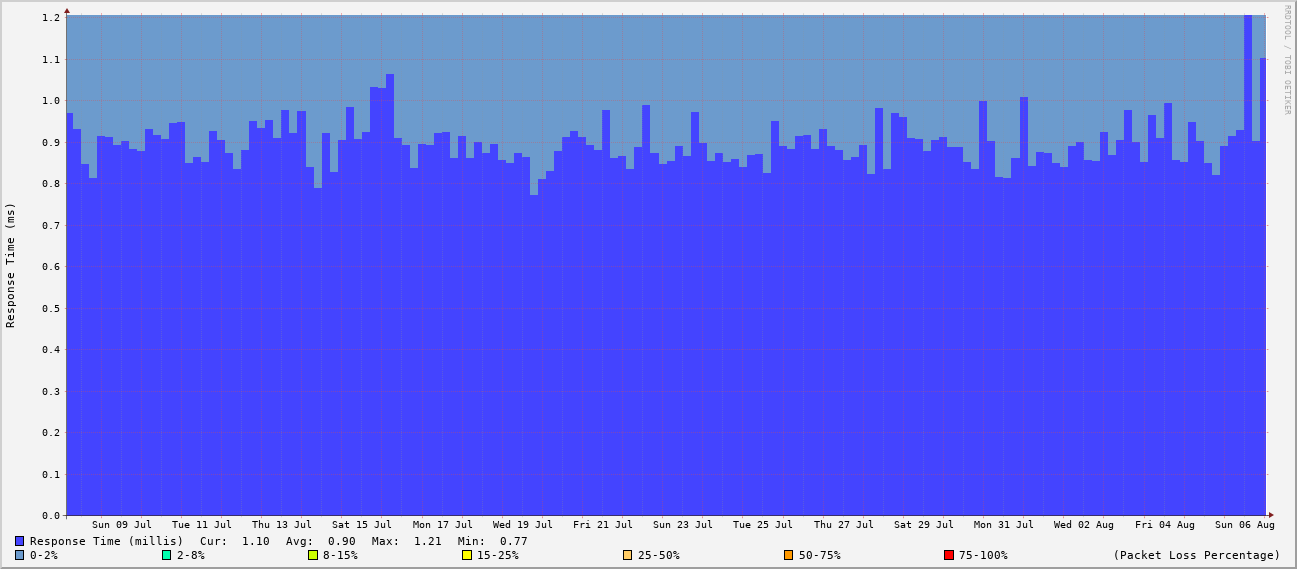 RRDTOOL / TOBI OETIKER
Response Time (ms)
1.2
1.1
1.0
0.9
0.8
0.7
0.6
0.5
0.4
0.3
0.2
0.1
0.0
Sun 09 Jul Tue 11 Jul Thu 13 Jul Sat 15 Jul Mon 17 Jul Wed 19 Jul Fri 21 Jul Sun 23 Jul Tue 25 Jul Thu 27 Jul Sat 29 Jul Mon 31 Jul Wed 02 Aug Fri 04 Aug Sun 06 Aug
Response Time (millis) Cur: 1.10 Avg: 0.90 Max: 1.21 Min: 0.77
0-2% 2-8% 8-15% 15-25% 25-50% 50-75% 75-100% (Packet Loss Percentage)